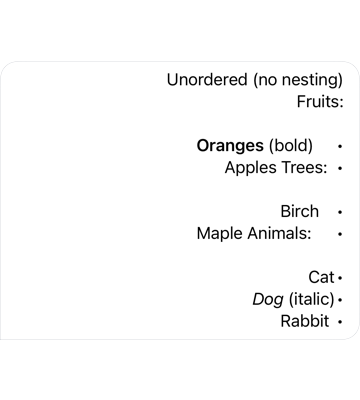 Unordered (no nesting)
Fruits:
Oranges (bold) •
Apples Trees: •
Birch •
Maple Animals: •
Cat •
Dog (italic) •
Rabbit •